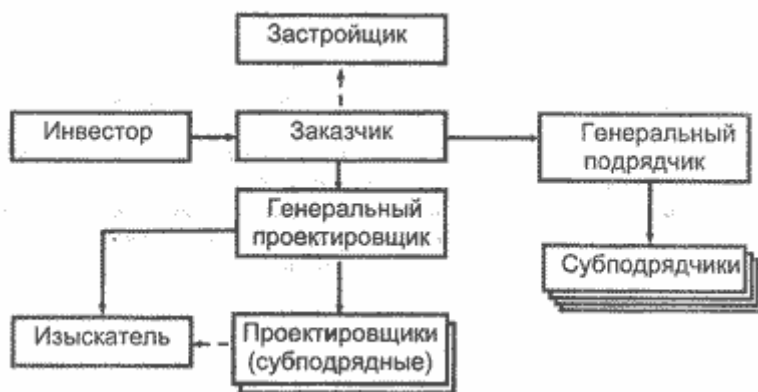 Застройщик
Инвестор
Заказчик
Генеральный
подрядчик
Генеральный
проектировщик
Субподрядчики
Изыскатель
Проектировщики
(субподрядные)